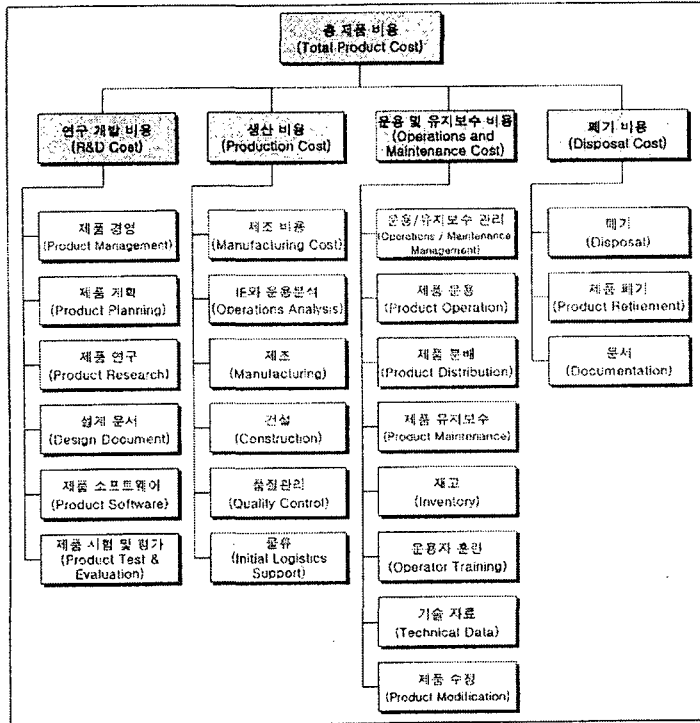 총 제품 비용
(Total Product Cost)
연구 개발 비용
(R&D Cost)
생산 비용
(Production Cost)
운용 및 유지보수 비용
(Operations and
Maintenance Cost)
폐기 비용
(Disposal Cost)
제품 경영
(Product Management)
제품 계획
(Product Planning)
제품 연구
(Product Research)
설계 문서
(Design Document)
제품 소프트웨어
(Product Software)
제품 시험 및 평가
(Product Test &
Evaluation)
제조 비용
(Manufacturing Cost)
IE와 운용분석
(Operations Analysis)
제조
(Manufacturing)
건설
(Construction)
품질관리
(Quality Control)
물류
(Initial Logistics
Support)
운용/유지보수 관리
(Operations / Maintenance
Management)
제품 운용
(Product Operation)
제품 분배
(Product Distribution)
제품 유지보수
(Product Maintenance)
재고
(Inventory)
운용자 훈련
(Operator Training)
기술 자료
(Technical Data)
제품 수정
(Product Modification)
폐기
(Disposal)
제품 폐기
(Product Retirement)
문서
(Documentation)